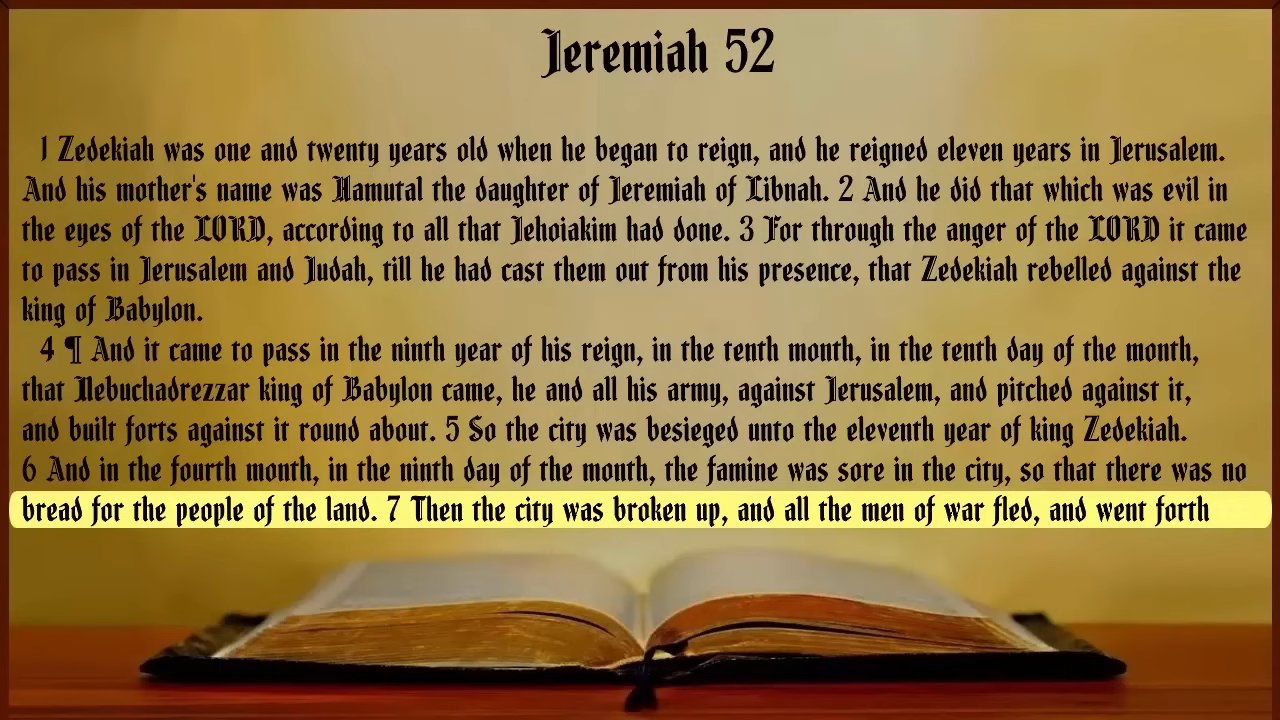 Jeremiah 52
1 Zedekiah was one and twenty years old when he began to reign, and he reigned eleven years in Jerusalem.
And his mother's name was Hamutal the daughter of Jeremiah of Libnah. 2 And he did that which was evil in
the eyes of the LORD, according to all that Jehoiakim had done. 3 For through the anger of the LORD it came
to pass in Jerusalem and Judah, till he had cast them out from his presence, that Zedekiah rebelled against the
king of Babylon.
4 ¶ And it came to pass in the ninth year of his reign, in the tenth month, in the tenth day of the month,
that Nebuchadrezzar king of Babylon came, he and all his army, against Jerusalem, and pitched against it,
and built forts against it round about. 5 So the city was besieged unto the eleventh year of king Zedekiah.
6 And in the fourth month, in the ninth day of the month, the famine was sore in the city, so that there was no
bread for the people of the land. 7 Then the city was broken up, and all the men of war fled, and went forth